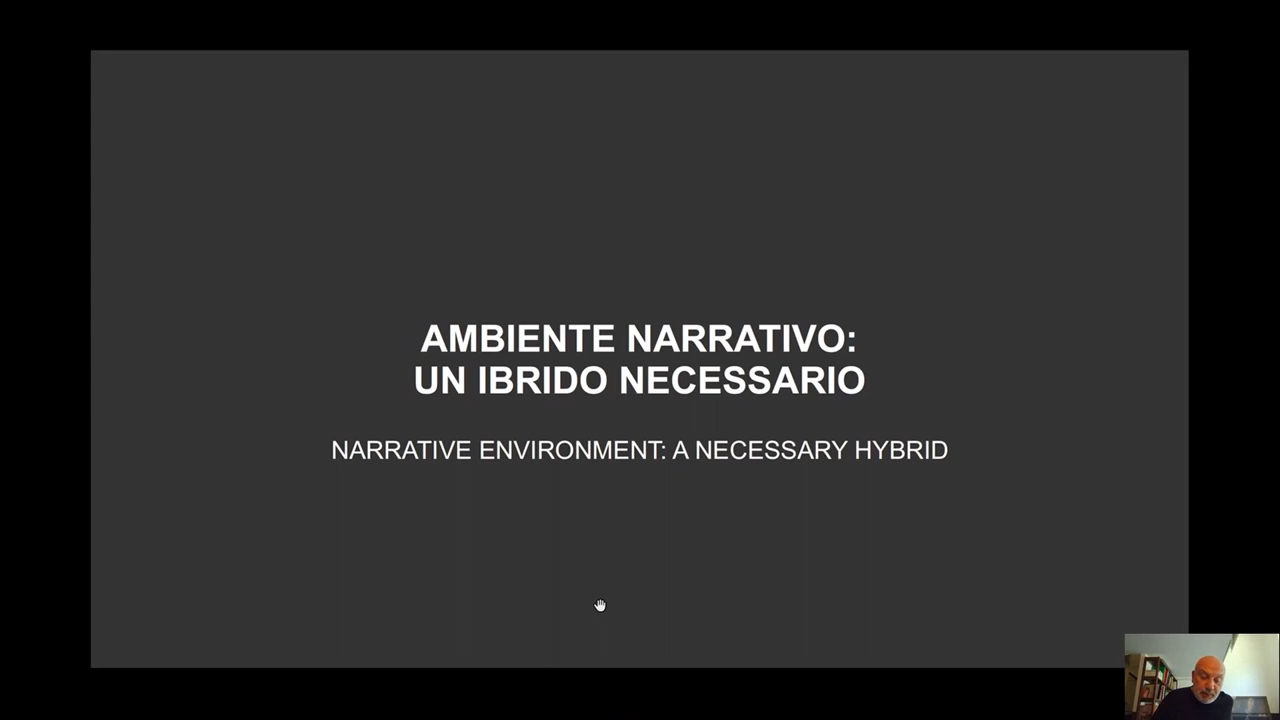 AMBIENTE NARRATIVO:
UN IBRIDO NECESSARIO
NARRATIVE ENVIRONMENT: A NECESSARY HYBRID